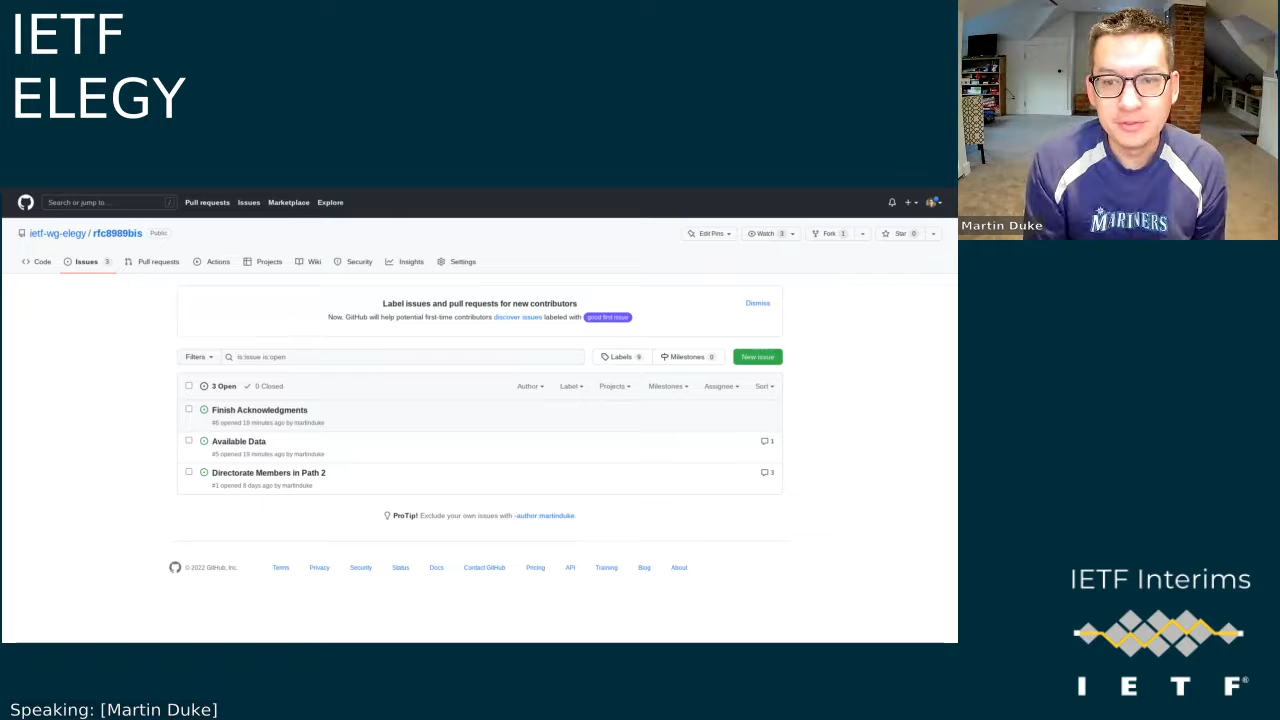 IETF
ELEGY
Search or jump to... /
Pull requests Issues Marketplace Explore
ietf-wg-elegy / rfc8989bis Public
Edit Pins Watch 3 Fork 1 Star 0
Code Issues 3 Pull requests Actions Projects Wiki Security Insights Settings
Label issues and pull requests for new contributors
Dismiss
Now, GitHub will help potential first-time contributors discover issues labeled with good first issue
Filters is:issue is:open Labels 9 Milestones 0 New issue
3 Open 0 Closed Author Label Projects Milestones Assignee Sort
Finish Acknowledgments
#6 opened 18 minutes ago by martinduke
Available Data 1
#5 opened 19 minutes ago by martinduke
Directorate Members in Path 2 3
#1 opened 8 days ago by martinduke
ProTip! Exclude your own issues with -author:martinduke.
© 2022 GitHub, Inc. Terms Privacy Security Status Docs Contact GitHub Pricing API Training Blog About
MARINERS
Martin Duke
IETF Interims
I E T F®
Speaking: [Martin Duke]